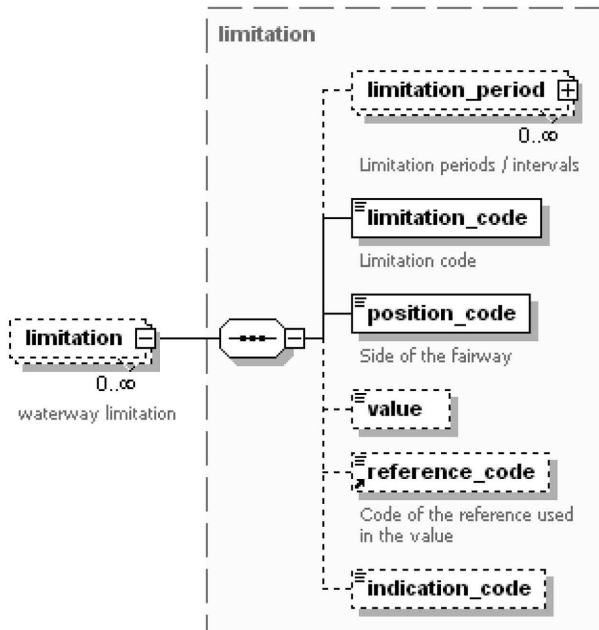 limitation
limitation_period
0..∞
Limitation periods / intervals
limitation_code
Limitation code
position_code
Side of the fairway
limitation
0..∞
waterway limitation
value
reference_code
Code of the reference used
in the value
indication_code